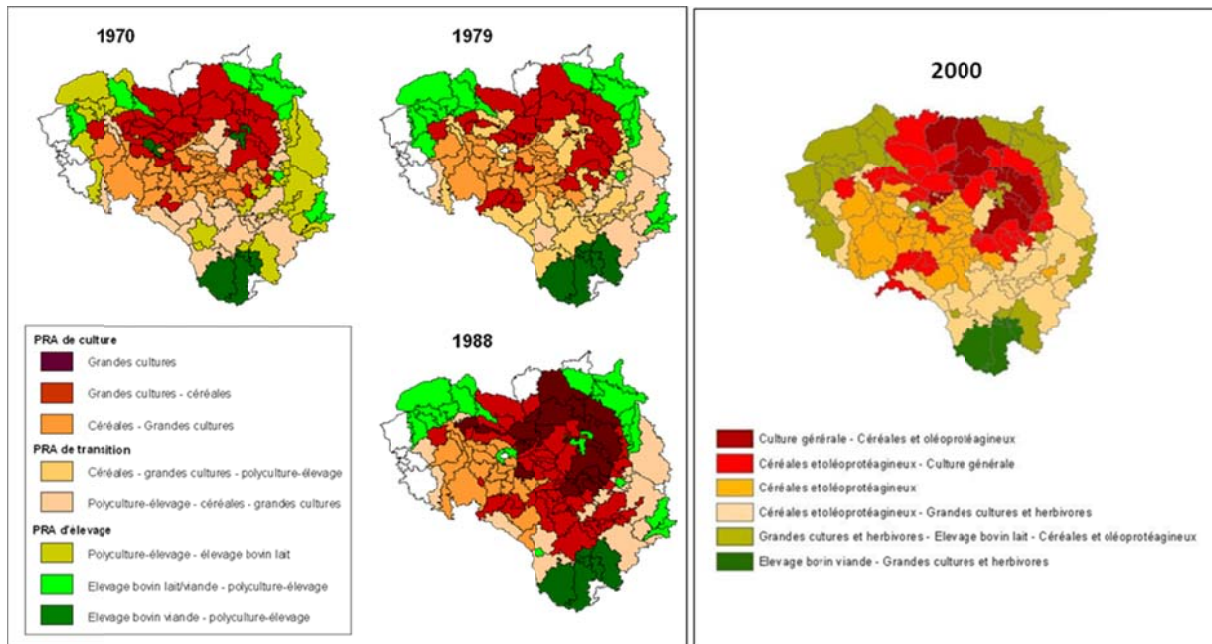 1970
1979
2000
1988
PRA de culture
Grandes cultures
Grandes cultures - céréales
Céréales - Grandes cultures
PRA de transition
Céréales - grandes cultures - polyculture-élevage
Polyculture-élevage - céréales - grandes cultures
PRA d'élevage
Polyculture-élevage - élevage bovin lait
Elevage bovin lait/viande - polyculture-élevage
Elevage bovin viande - polyculture-élevage
Culture gérérale - Céréales et oléoprotéagineux
Céréales etoléoprotéagineux - Culture générale
Céréales etoléoprotéagineux
Céréales etoléoprotéagineux - Grandes cultures et herbivores
Grandes cutures et herbivores - Elevage bovin lait - Céréales et oléoprotéagineux
Elevage borin viande - Grandes cultures et herbivores